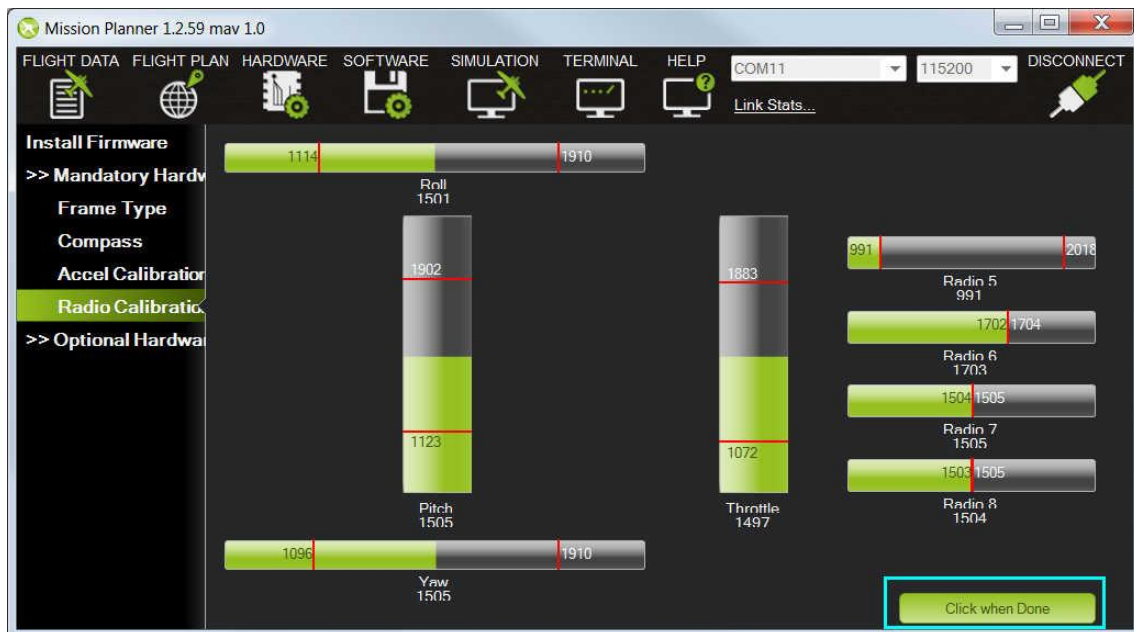 Mission Planner 1.2.59 mav 1.0
FLIGHT DATA FLIGHT PLAN HARDWARE SOFTWARE SIMULATION TERMINAL HELP COM11 115200 DISCONNECT
Link Stats...
Install Firmware
>> Mandatory Hardw
Frame Type
Compass
Accel Calibration
Radio Calibratio
>> Optional Hardwar
1114 1910
Roll
1501
1902
1123
Pitch
1505
1883
1072
Throttle
1497
991 2018
Radio 5
991
1702 1704
Radio 6
1703
1504 1505
Radio 7
1505
1503 1505
Radio 8
1504
1096 1910
Yaw
1505
Click when Done